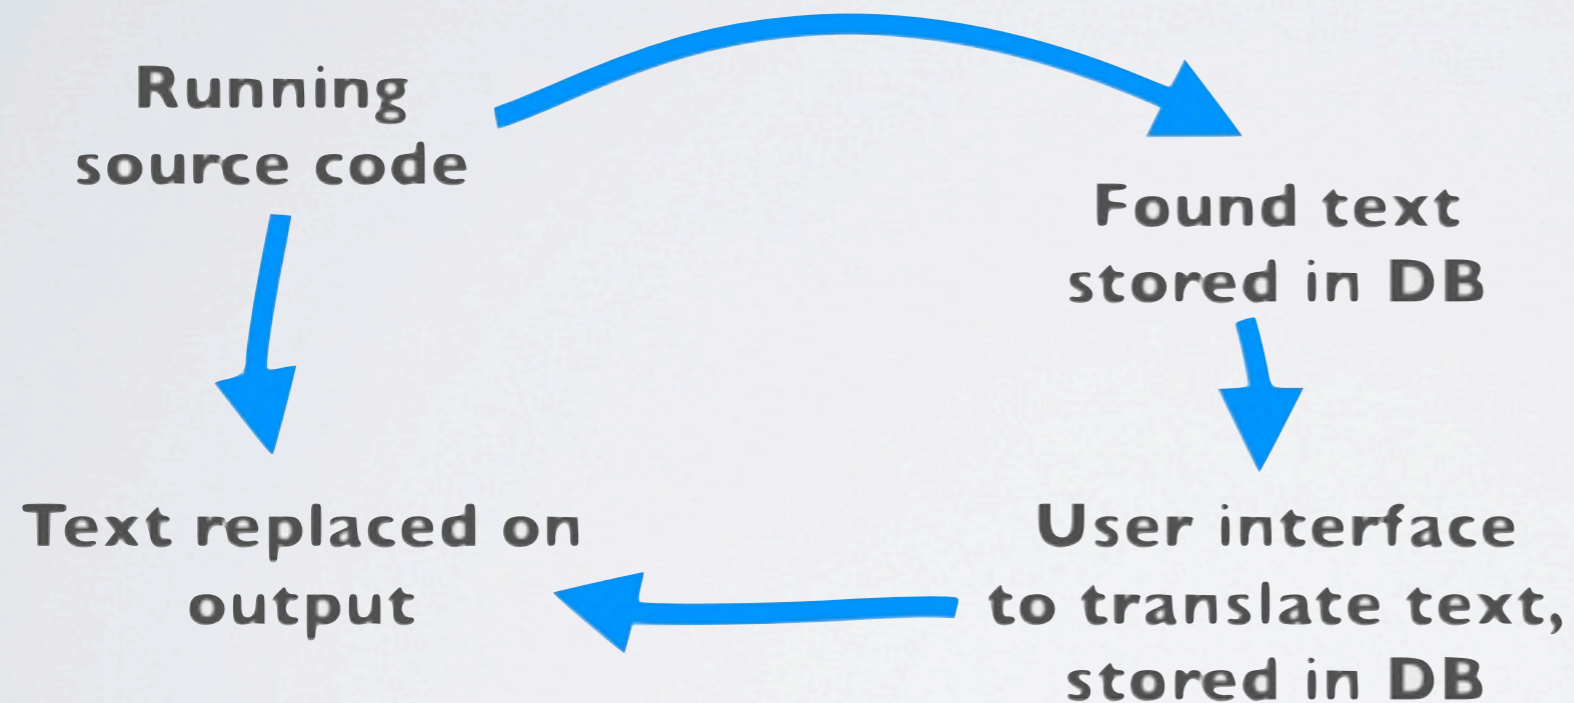 Running
source code
Found text
stored in DB
Text replaced on
output
User interface
to translate text,
stored in DB